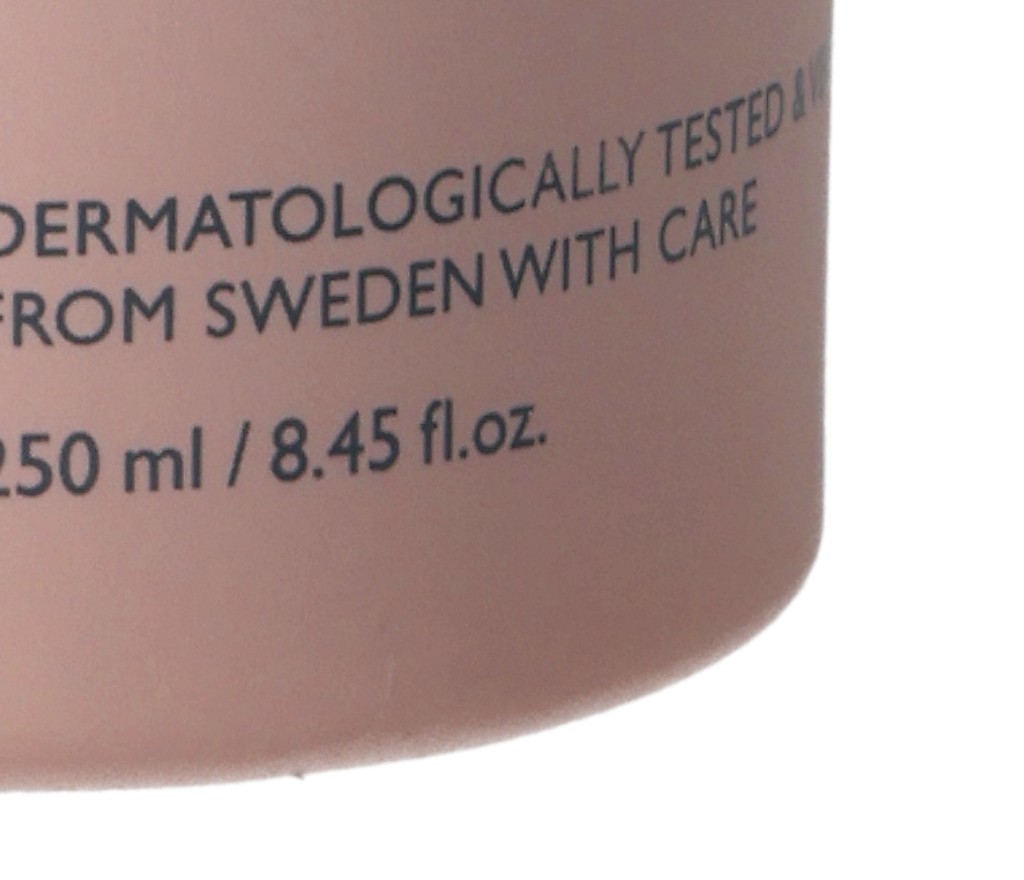 DERMATOLOGICALLY TESTED &
FROM SWEDEN WITH CARE
250 ml / 8.45 fl.oz.